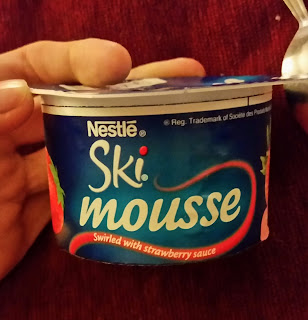 Nestlé®
® Reg. Trademark of Société des Produits
Ski
mousse
Swirled with strawberry sauce